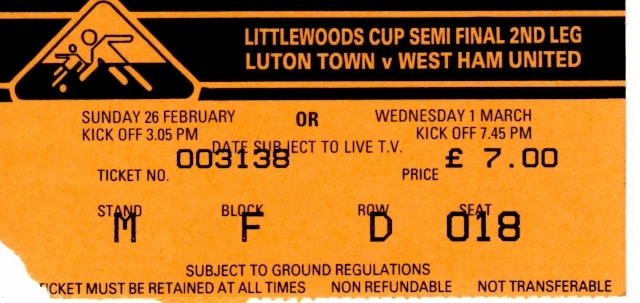 LITTLEWOODS CUP SEMI FINAL 2ND LEG
LUTON TOWN v WEST HAM UNITED
SUNDAY 26 FEBRUARY OR WEDNESDAY 1 MARCH
KICK OFF 3.05 PM KICK OFF 7.45 PM
DATE SUBJECT TO LIVE T.V.
TICKET NO. 003138 PRICE £ 7.00
STAND BLOCK ROW SEAT
M F D 018
SUBJECT TO GROUND REGULATIONS
TICKET MUST BE RETAINED AT ALL TIMES NON REFUNDABLE NOT TRANSFERABLE